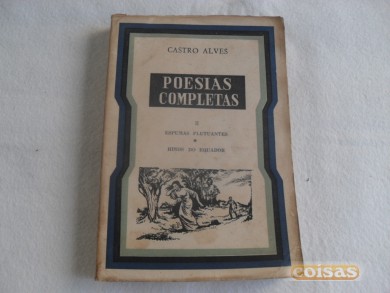 CASTRO ALVES
POESIAS
COMPLETAS
ESPUMAS FLUTUANTES
HINOS DO EQUADOR
coisas